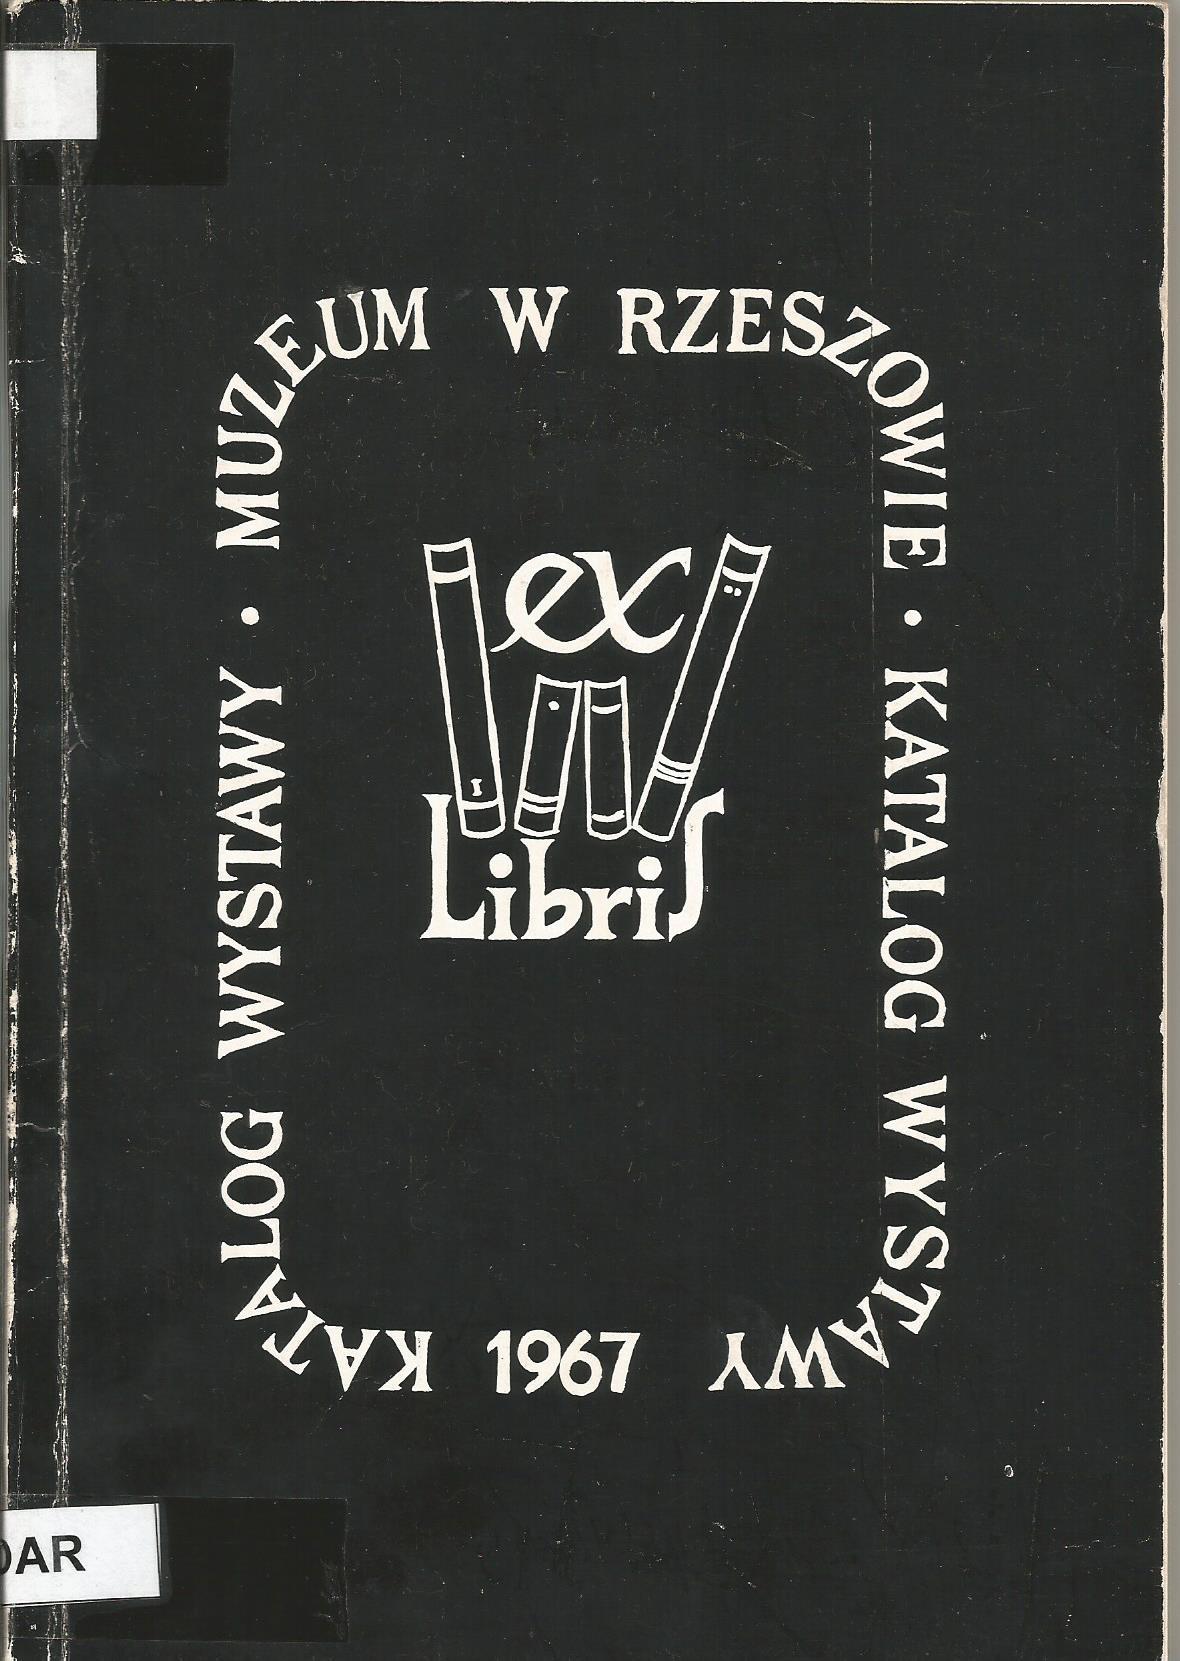 MUZEUM W RZESZOWIE • KATALOG WYSTAWY
1967
KATALOG WYSTAWY •
ex
I
Libris
DAR